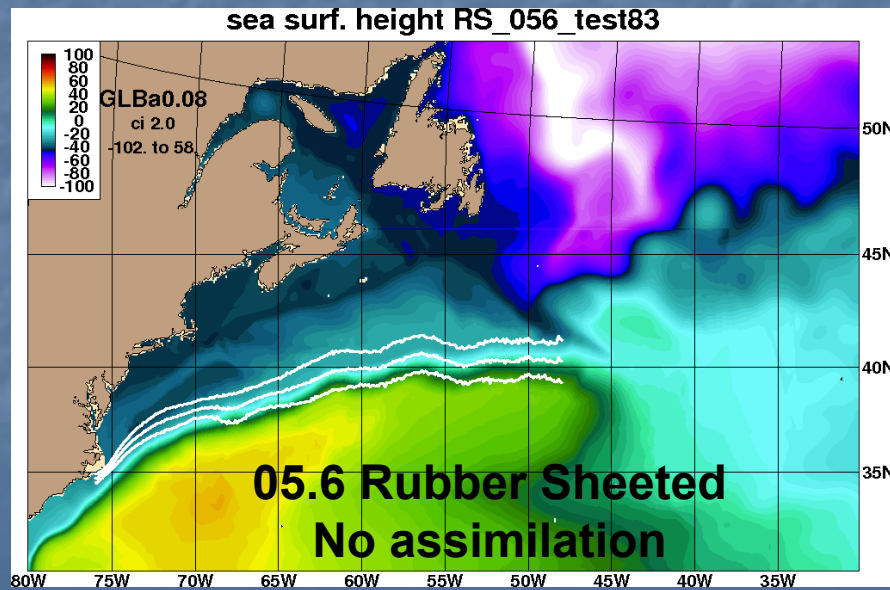 sea surf. height RS_056_test83
100
80
60
40
20
0
-20
-40
-60
-80
-100
GLBa0.08
ci 2.0
-102. to 58.
50N
45N
40N
35N
05.6 Rubber Sheeted
No assimilation
80W 75W 70W 65W 60W 55W 50W 45W 40W 35W